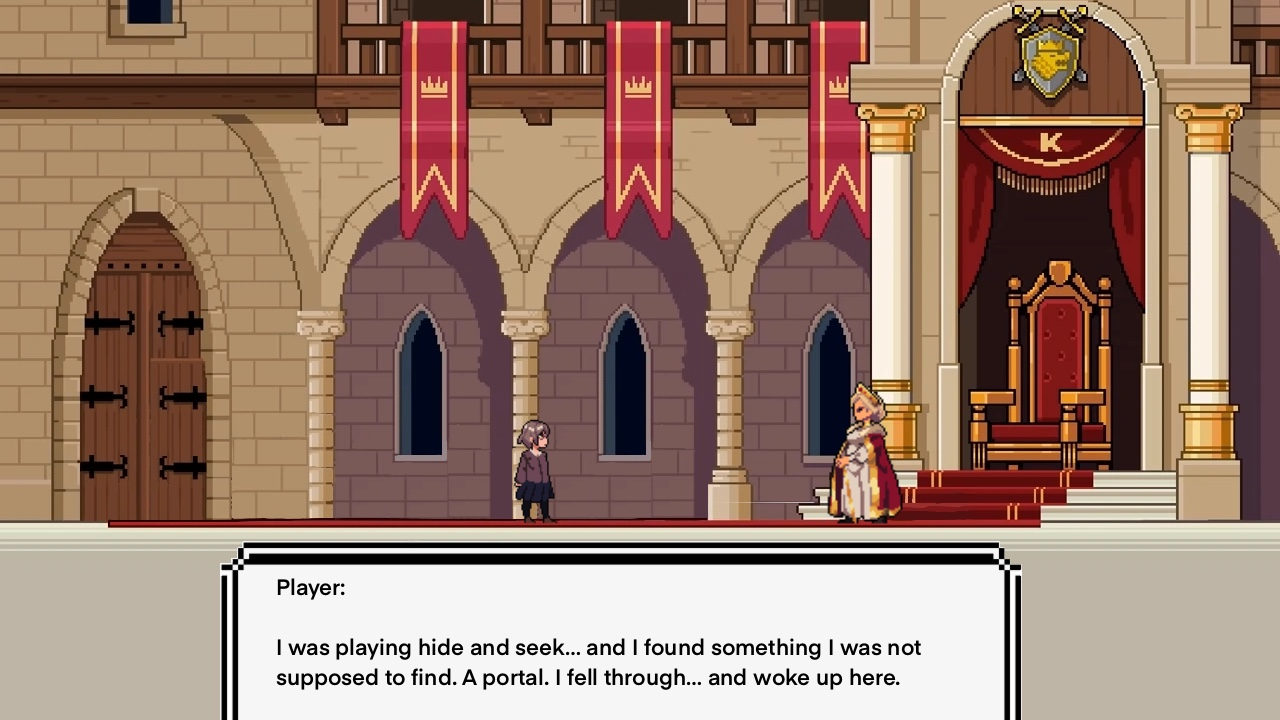 K
Player:
I was playing hide and seek... and I found something I was not
supposed to find. A portal. I fell through... and woke up here.